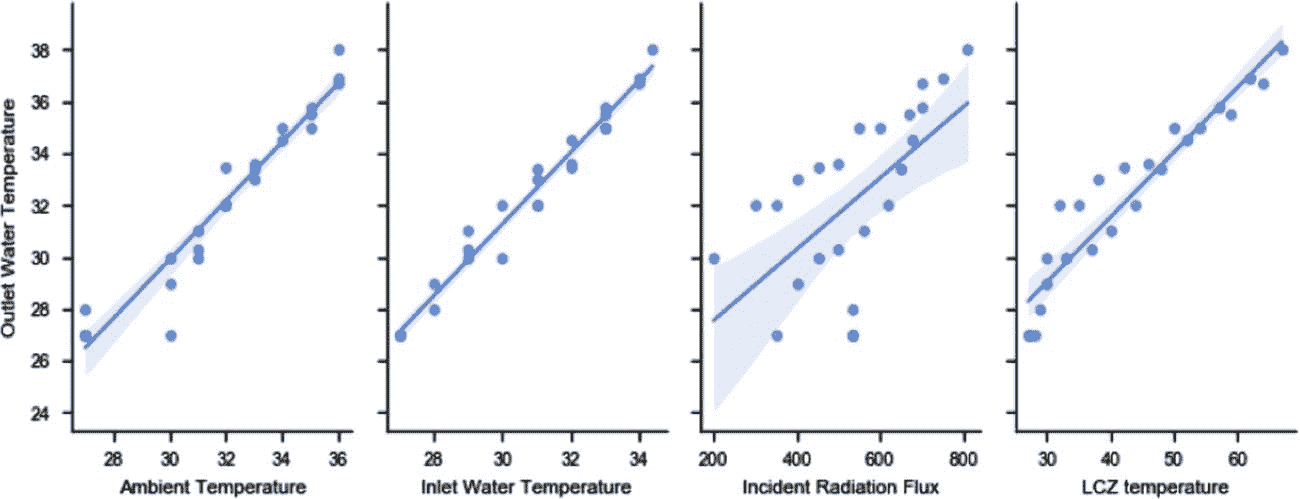 Outlet Water Temperature
38
36
34
32
30
28
26
24
28 30 32 34 36
28 30 32 34
200 400 600 800
30 40 50 60
Ambient Temperature
Inlet Water Temperature
Incident Radiation Flux
LCZ temperature